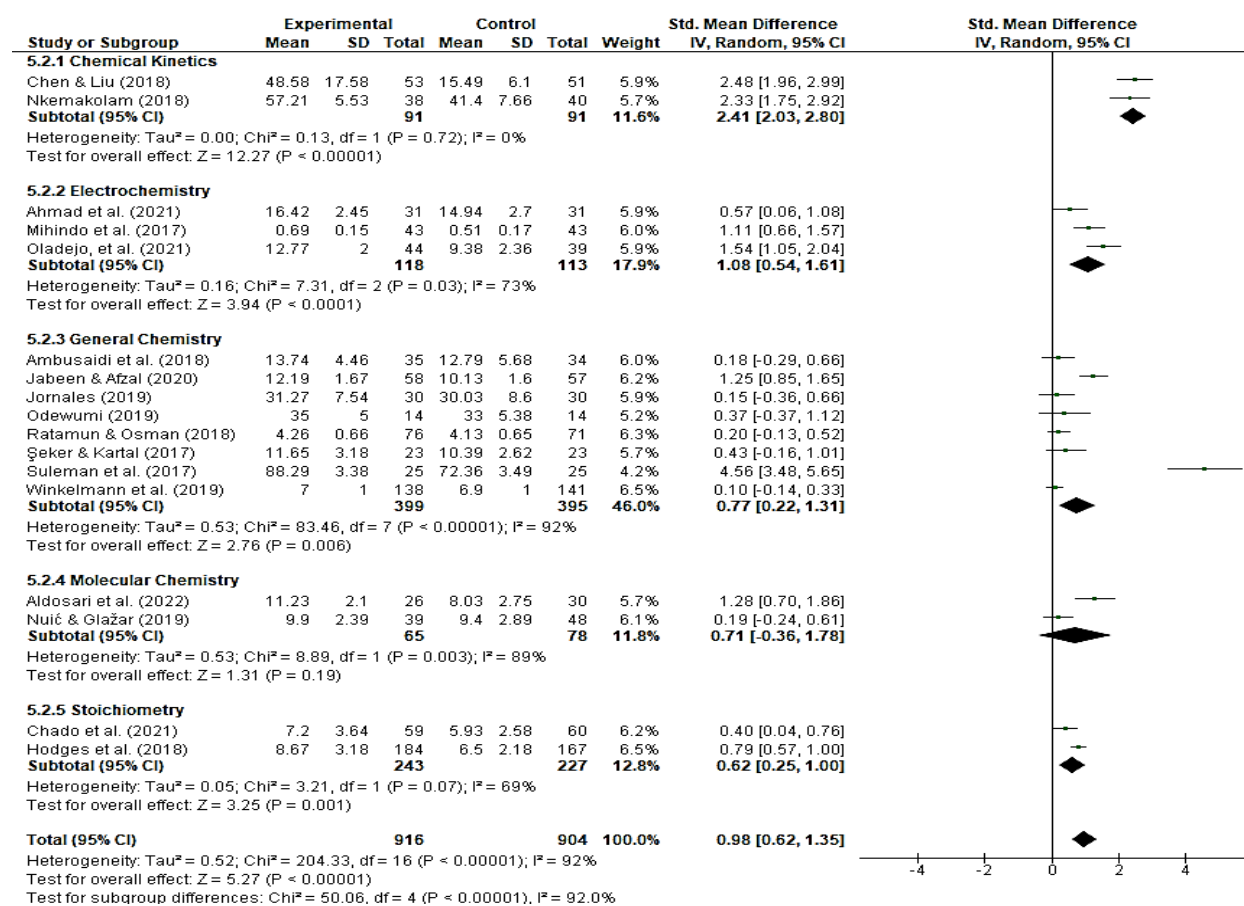 Experimental Control Std. Mean Difference Std. Mean Difference
Study or Subgroup Mean SD Total Mean SD Total Weight IV, Random, 95% CI IV, Random, 95% CI
5.2.1 Chemical Kinetics
Chen & Liu (2018) 48.58 17.58 53 15.49 6.1 51 5.9% 2.48 [1.96, 2.99]
Nkemakolam (2018) 57.21 5.53 38 41.4 7.66 40 5.7% 2.33 [1.75, 2.92]
Subtotal (95% CI) 91 91 11.6% 2.41 [2.03, 2.80]
Heterogeneity: Tau² = 0.00; Chi² = 0.13, df = 1 (P = 0.72); I² = 0%
Test for overall effect: Z = 12.27 (P < 0.00001)
5.2.2 Electrochemistry
Ahmad et al. (2021) 16.42 2.45 31 14.94 2.7 31 5.9% 0.57 [0.06, 1.08]
Mihindo et al. (2017) 0.69 0.15 43 0.51 0.17 43 6.0% 1.11 [0.66, 1.57]
Oladejo, et al. (2021) 12.77 2 44 9.38 2.36 39 5.9% 1.54 [1.05, 2.04]
Subtotal (95% CI) 118 113 17.9% 1.08 [0.54, 1.61]
Heterogeneity: Tau² = 0.16; Chi² = 7.31, df = 2 (P = 0.03); I² = 73%
Test for overall effect: Z = 3.94 (P < 0.0001)
5.2.3 General Chemistry
Ambusaidi et al. (2018) 13.74 4.46 35 12.79 5.68 34 6.0% 0.18 [-0.29, 0.66]
Jabeen & Afzal (2020) 12.19 1.67 58 10.13 1.6 57 6.2% 1.25 [0.85, 1.65]
Jornales (2019) 31.27 7.54 30 30.03 8.6 30 5.9% 0.15 [-0.36, 0.66]
Odewumi (2019) 35 5 14 33 5.38 14 5.2% 0.37 [-0.37, 1.12]
Ratamun & Osman (2018) 4.26 0.66 76 4.13 0.65 71 6.3% 0.20 [-0.13, 0.52]
Şeker & Kartal (2017) 11.65 3.18 23 10.39 2.62 23 5.7% 0.43 [-0.16, 1.01]
Suleman et al. (2017) 88.29 3.38 25 72.36 3.49 25 4.2% 4.56 [3.48, 5.65]
Winkelmann et al. (2019) 7 1 138 6.9 1 141 6.5% 0.10 [-0.14, 0.33]
Subtotal (95% CI) 399 395 46.0% 0.77 [0.22, 1.31]
Heterogeneity: Tau² = 0.53; Chi² = 83.46, df = 7 (P < 0.00001); I² = 92%
Test for overall effect: Z = 2.76 (P = 0.006)
5.2.4 Molecular Chemistry
Aldosari et al. (2022) 11.23 2.1 26 8.03 2.75 30 5.7% 1.28 [0.70, 1.86]
Nuić & Glažar (2019) 9.9 2.39 39 9.4 2.89 48 6.1% 0.19 [-0.24, 0.61]
Subtotal (95% CI) 65 78 11.8% 0.71 [-0.36, 1.78]
Heterogeneity: Tau² = 0.53; Chi² = 8.89, df = 1 (P = 0.003); I² = 89%
Test for overall effect: Z = 1.31 (P = 0.19)
5.2.5 Stoichiometry
Chado et al. (2021) 7.2 3.64 59 5.93 2.58 60 6.2% 0.40 [0.04, 0.76]
Hodges et al. (2018) 8.67 3.18 184 6.5 2.18 167 6.5% 0.79 [0.57, 1.00]
Subtotal (95% CI) 243 227 12.8% 0.62 [0.25, 1.00]
Heterogeneity: Tau² = 0.05; Chi² = 3.21, df = 1 (P = 0.07); I² = 69%
Test for overall effect: Z = 3.25 (P = 0.001)
Total (95% CI) 916 904 100.0% 0.98 [0.62, 1.35]
Heterogeneity: Tau² = 0.52; Chi² = 204.33, df = 16 (P < 0.00001); I² = 92%
Test for overall effect: Z = 5.27 (P < 0.00001)
Test for subgroup differences: Chi² = 50.06, df = 4 (P < 0.00001), I² = 92.0%
-4 -2 0 2 4